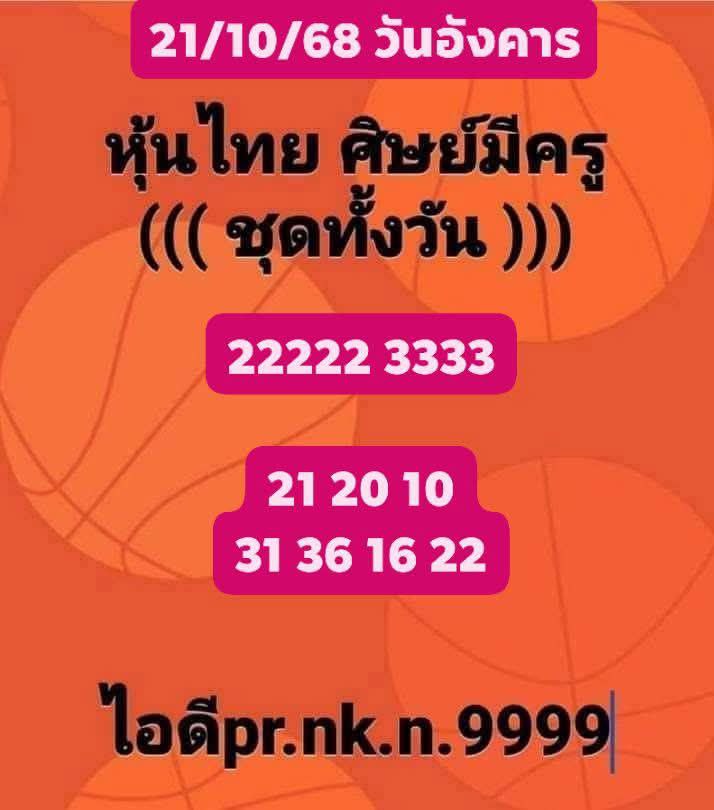 21/10/68 วันอังคาร
หุ้นไทย ศิษย์มีครู
((( ชุดทั้งวัน )))
22222 3333
21 20 10
31 36 16 22
ไอดีpr.nk.n.9999